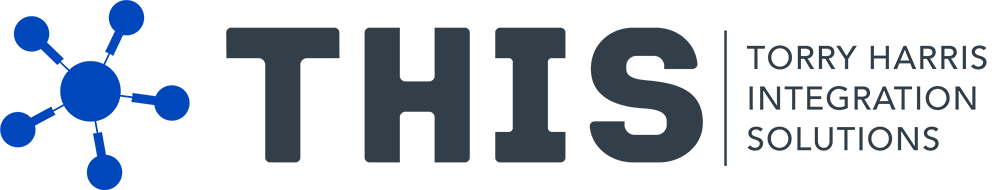 THIS
TORRY HARRIS
INTEGRATION
SOLUTIONS